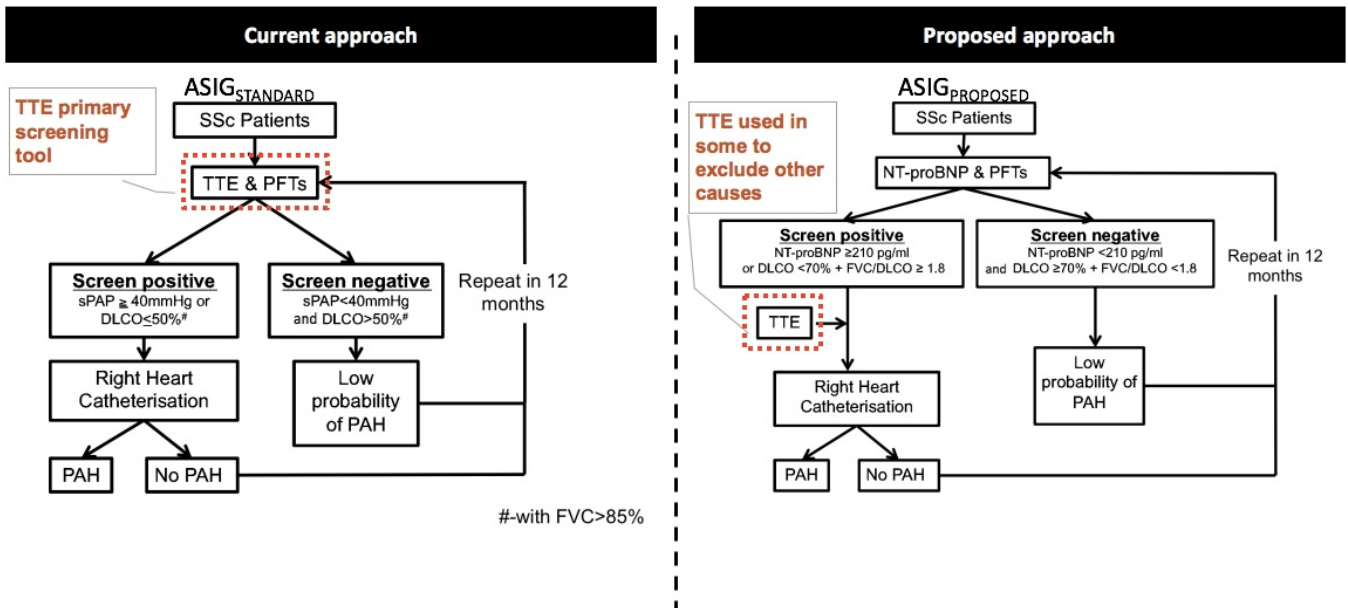 Current approach
ASIG STANDARD
TTE primary
screening
tool
SSc Patients
TTE & PFTs
Screen positive
sPAP ≧ 40mmHg or
DLCO≤50%#
Screen negative
sPAP<40mmHg
and DLCO>50%#
Repeat in 12
months
Right Heart
Catheterisation
Low
probability
of PAH
PAH
No PAH
#-with FVC>85%
Proposed approach
ASIG PROPOSED
TTE used in
some to
exclude other
causes
SSc Patients
NT-proBNP & PFTs
Screen positive
NT-proBNP ≥210 pg/ml
or DLCO <70% + FVC/DLCO ≥ 1.8
Screen negative
NT-proBNP <210 pg/ml
and DLCO ≥70% + FVC/DLCO <1.8
Repeat in 12
months
TTE
Low
probability of
PAH
Right Heart
Catheterisation
PAH
No PAH